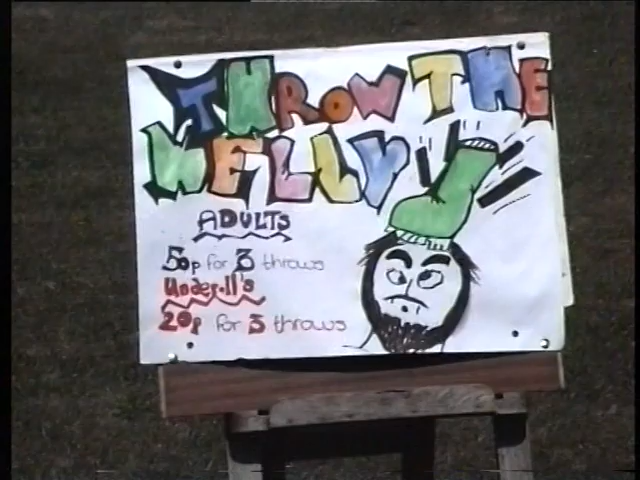 THROW THE
WELLY
ADULTS
50p for 3 throws
Under-11's
20p for 3 throws